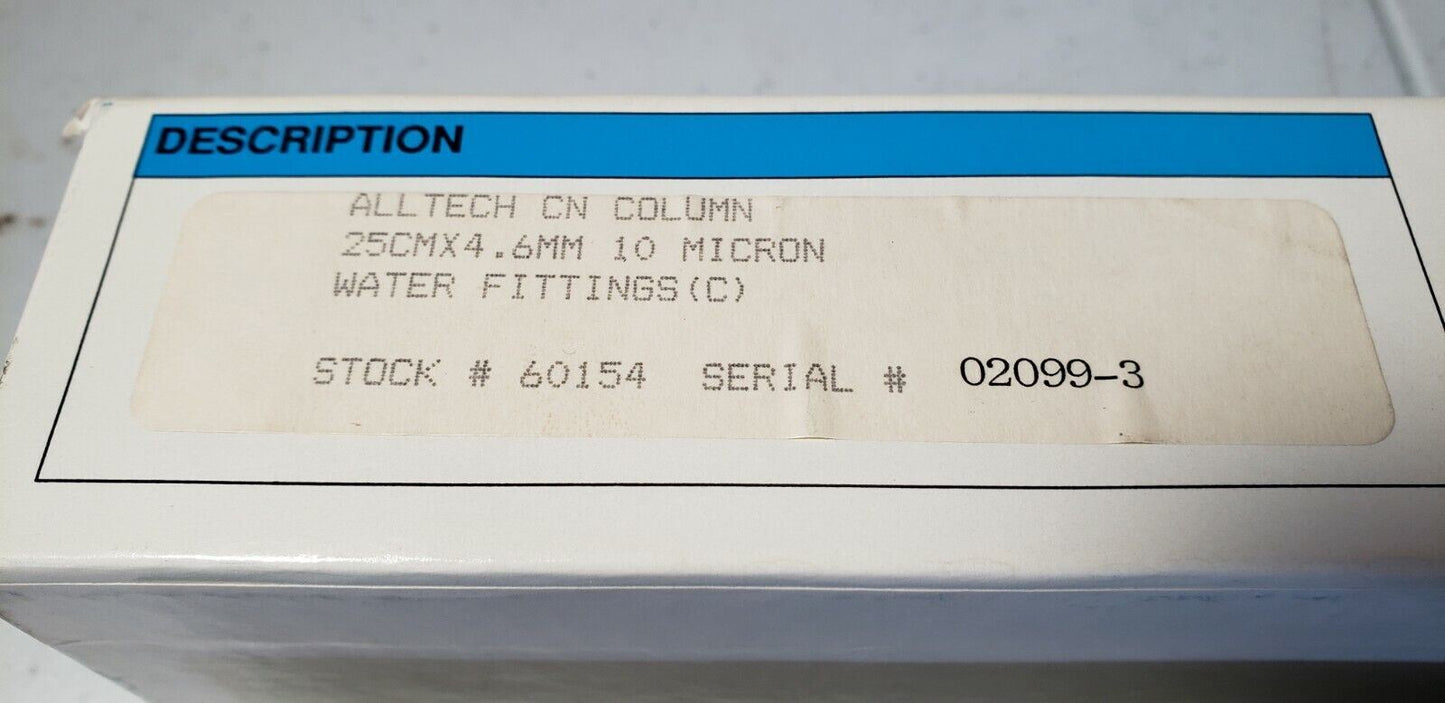 DESCRIPTION
ALLTECH CN COLUMN
25CMX4.6MM 10 MICRON
WATER FITTINGS(C)
STOCK # 60154 SERIAL # 02099-3